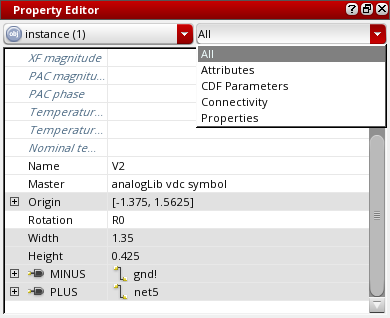 Property Editor
obj instance (1) All
All
Attributes
CDF Parameters
Connectivity
Properties
XF magnitude
PAC magnitu...
PAC phase
Temperatur...
Temperatur...
Nominal te...
Name V2
Master analogLib vdc symbol
Origin [-1.375, 1.5625]
Rotation R0
Width 1.35
Height 0.425
MINUS gnd!
PLUS net5